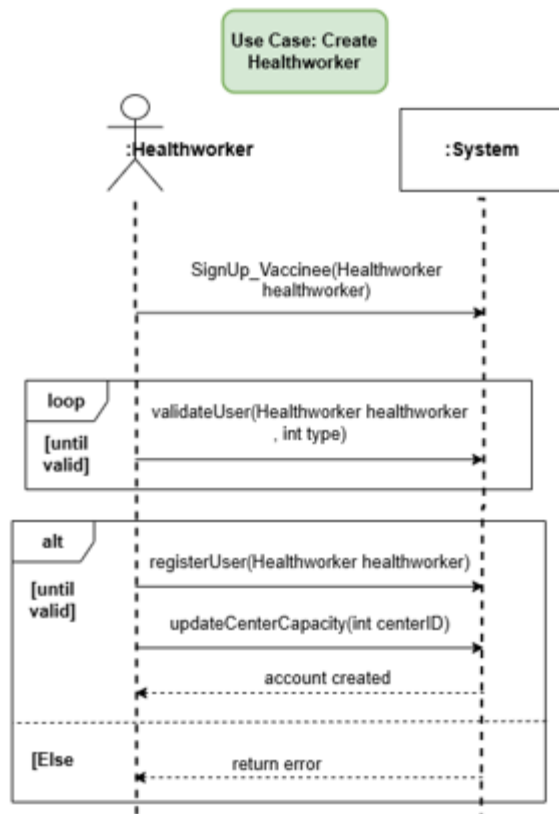 Use Case: Create
Healthworker
:Healthworker
:System
SignUp_Vaccinee(Healthworker
healthworker)
loop
validateUser(Healthworker healthworker
, int type)
[until
valid]
alt
registerUser(Healthworker healthworker)
[until
valid]
updateCenterCapacity(int centerID)
account created
[Else
return error